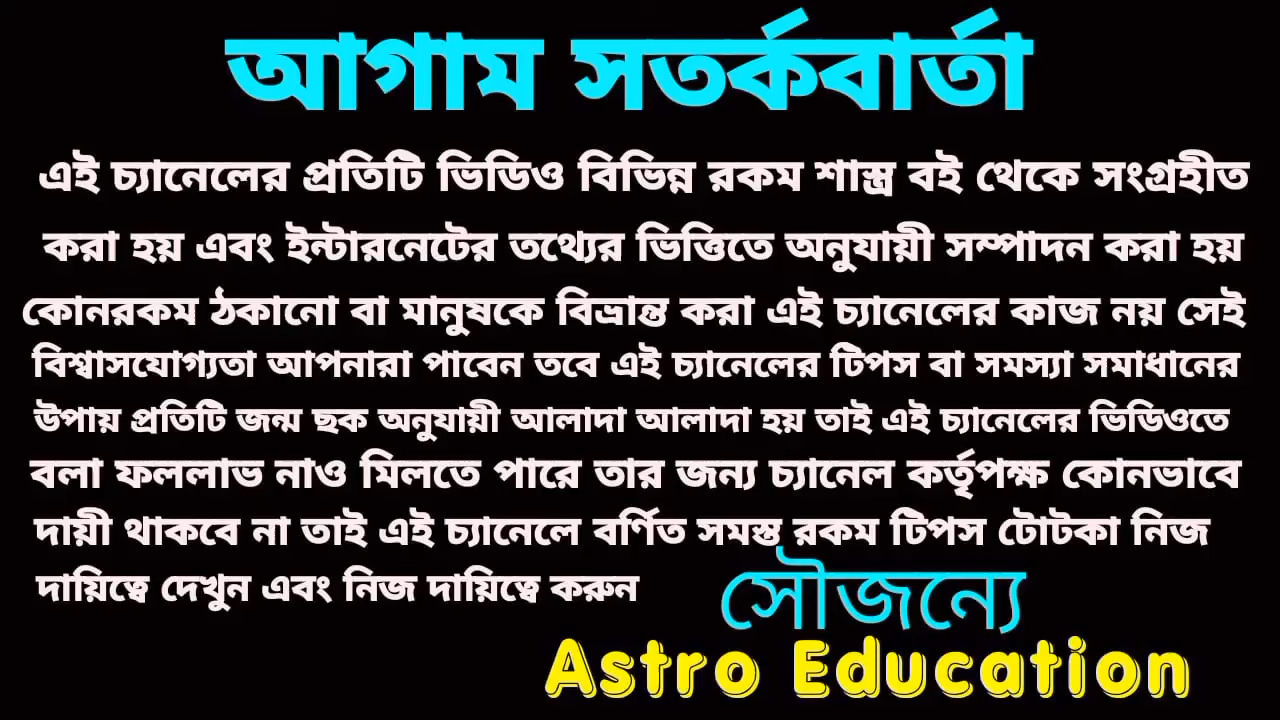 আগাম সতর্কবার্তা
এই চ্যানেলের প্রতিটি ভিডিও বিভিন্ন রকম শাস্ত্র বই থেকে সংগ্রহীত
করা হয় এবং ইন্টারনেটের তথ্যের ভিত্তিতে অনুযায়ী সম্পাদন করা হয়
কোনরকম ঠকানো বা মানুষকে বিভ্রান্ত করা এই চ্যানেলের কাজ নয় সেই
বিশ্বাসযোগ্যতা আপনারা পাবেন তবে এই চ্যানেলের টিপস বা সমস্যা সমাধানের
উপায় প্রতিটি জন্ম ছক অনুযায়ী আলাদা আলাদা হয় তাই এই চ্যানেলের ভিডিওতে
বলা ফললাভ নাও মিলতে পারে তার জন্য চ্যানেল কর্তৃপক্ষ কোনভাবে
দায়ী থাকবে না তাই এই চ্যানেলে বর্ণিত সমস্ত রকম টিপস টোটকা নিজ
দায়িত্বে দেখুন এবং নিজ দায়িত্বে করুন
সৌজন্যে
Astro Education